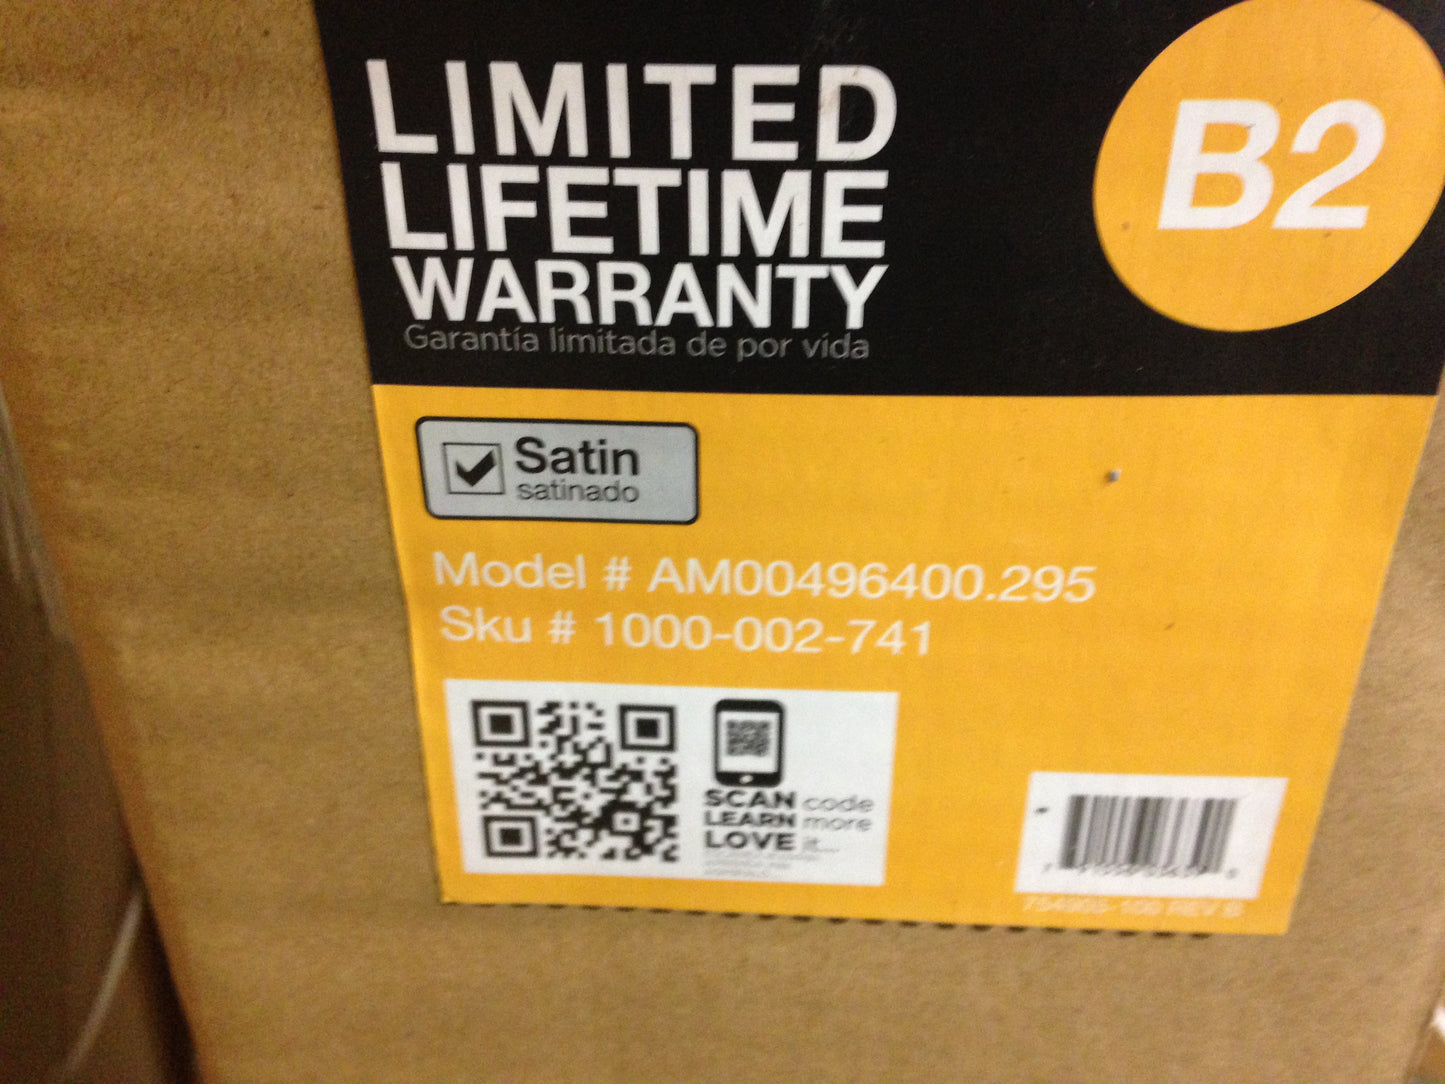 LIMITED
LIFETIME
WARRANTY
Garantía limitada de por vida
B2
Satin
satinado
Model # AM00496400.295
Sku # 1000-002-741
SCAN code
LEARN more
LOVE it...